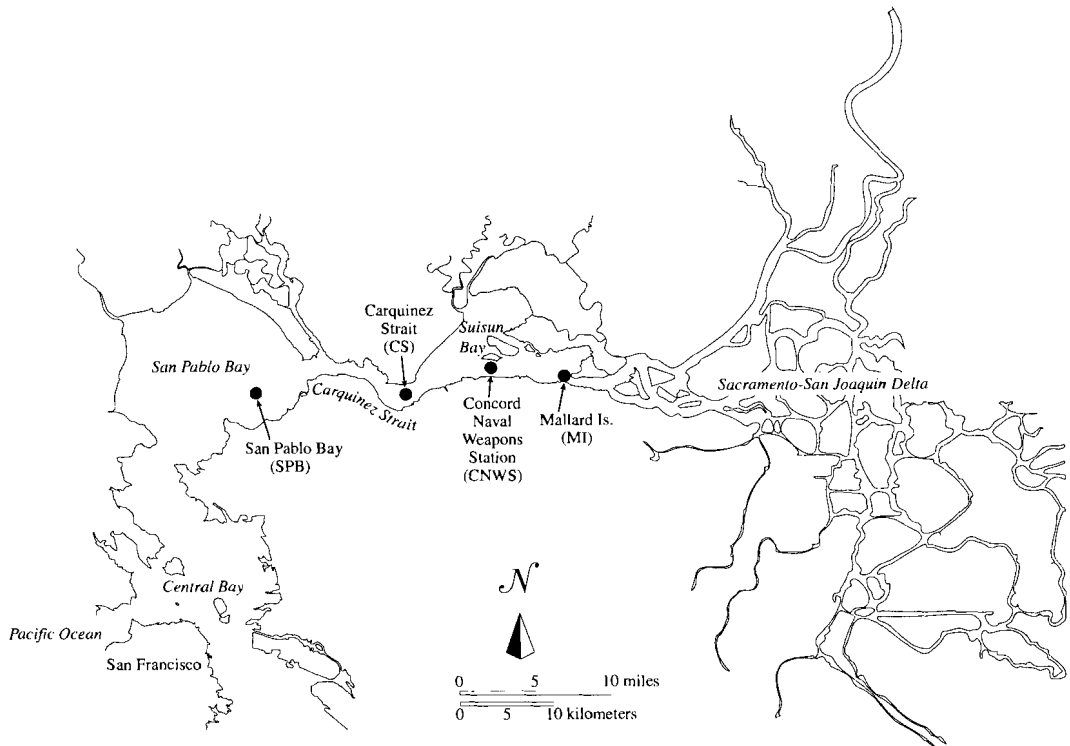 Carquinez
Strait
(CS)
Suisun
Bay
San Pablo Bay
Carquinez Strait
Sacramento-San Joaquin Delta
San Pablo Bay
(SPB)
Concord
Naval
Weapons
Station
(CNWS)
Mallard Is.
(MI)
Central Bay
Pacific Ocean
San Francisco
N
0 5 10 miles
0 5 10 kilometers